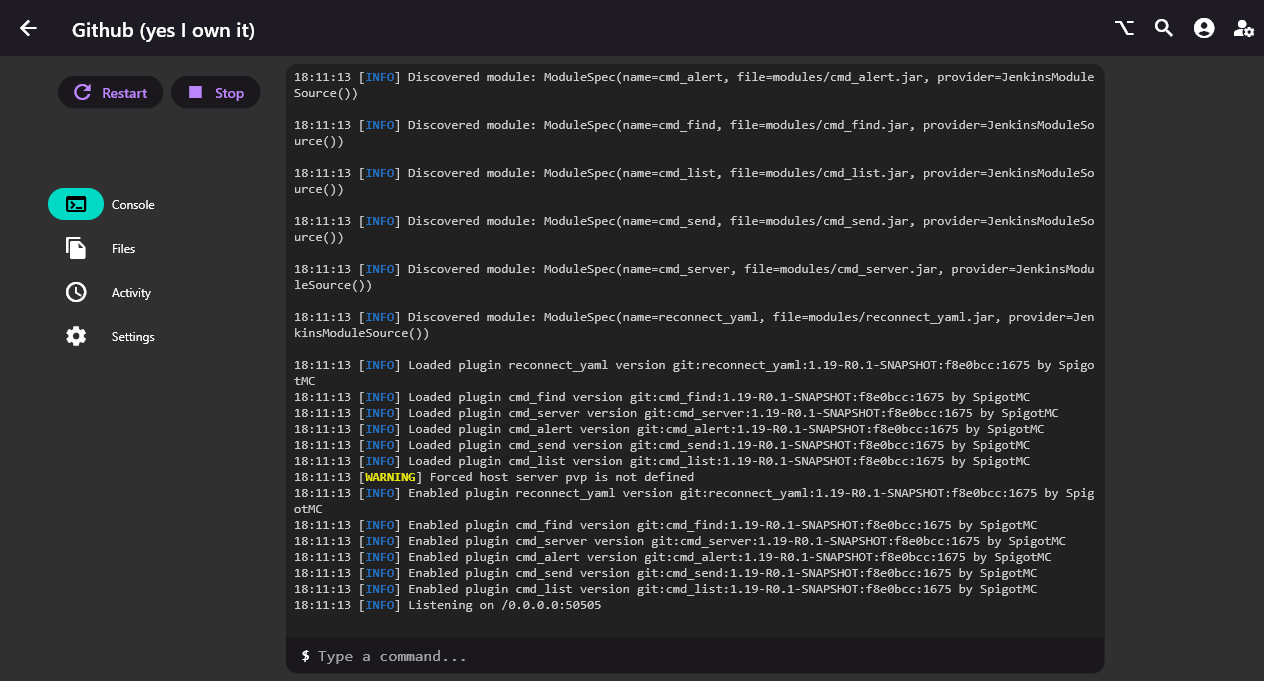 Github (yes I own it)
Restart
Stop
Console
Files
Activity
Settings
18:11:13 [INFO] Discovered module: ModuleSpec(name=cmd_alert, file=modules/cmd_alert.jar, provider=JenkinsModule
Source())
18:11:13 [INFO] Discovered module: ModuleSpec(name=cmd_find, file=modules/cmd_find.jar, provider=JenkinsModuleSo
urce())
18:11:13 [INFO] Discovered module: ModuleSpec(name=cmd_list, file=modules/cmd_list.jar, provider=JenkinsModuleSo
urce())
18:11:13 [INFO] Discovered module: ModuleSpec(name=cmd_send, file=modules/cmd_send.jar, provider=JenkinsModuleSo
urce())
18:11:13 [INFO] Discovered module: ModuleSpec(name=cmd_server, file=modules/cmd_server.jar, provider=JenkinsModu
leSource())
18:11:13 [INFO] Discovered module: ModuleSpec(name=reconnect_yaml, file=modules/reconnect_yaml.jar, provider=Jen
kinsModuleSource())
18:11:13 [INFO] Loaded plugin reconnect_yaml version git:reconnect_yaml:1.19-R0.1-SNAPSHOT:f8e0bcc:1675 by Spigo
tMC
18:11:13 [INFO] Loaded plugin cmd_find version git:cmd_find:1.19-R0.1-SNAPSHOT:f8e0bcc:1675 by SpigotMC
18:11:13 [INFO] Loaded plugin cmd_server version git:cmd_server:1.19-R0.1-SNAPSHOT:f8e0bcc:1675 by SpigotMC
18:11:13 [INFO] Loaded plugin cmd_alert version git:cmd_alert:1.19-R0.1-SNAPSHOT:f8e0bcc:1675 by SpigotMC
18:11:13 [INFO] Loaded plugin cmd_send version git:cmd_send:1.19-R0.1-SNAPSHOT:f8e0bcc:1675 by SpigotMC
18:11:13 [INFO] Loaded plugin cmd_list version git:cmd_list:1.19-R0.1-SNAPSHOT:f8e0bcc:1675 by SpigotMC
18:11:13 [WARNING] Forced host server pvp is not defined
18:11:13 [INFO] Enabled plugin reconnect_yaml version git:reconnect_yaml:1.19-R0.1-SNAPSHOT:f8e0bcc:1675 by Spig
otMC
18:11:13 [INFO] Enabled plugin cmd_find version git:cmd_find:1.19-R0.1-SNAPSHOT:f8e0bcc:1675 by SpigotMC
18:11:13 [INFO] Enabled plugin cmd_server version git:cmd_server:1.19-R0.1-SNAPSHOT:f8e0bcc:1675 by SpigotMC
18:11:13 [INFO] Enabled plugin cmd_alert version git:cmd_alert:1.19-R0.1-SNAPSHOT:f8e0bcc:1675 by SpigotMC
18:11:13 [INFO] Enabled plugin cmd_send version git:cmd_send:1.19-R0.1-SNAPSHOT:f8e0bcc:1675 by SpigotMC
18:11:13 [INFO] Enabled plugin cmd_list version git:cmd_list:1.19-R0.1-SNAPSHOT:f8e0bcc:1675 by SpigotMC
18:11:13 [INFO] Listening on /0.0.0.0:50505
$ Type a command...